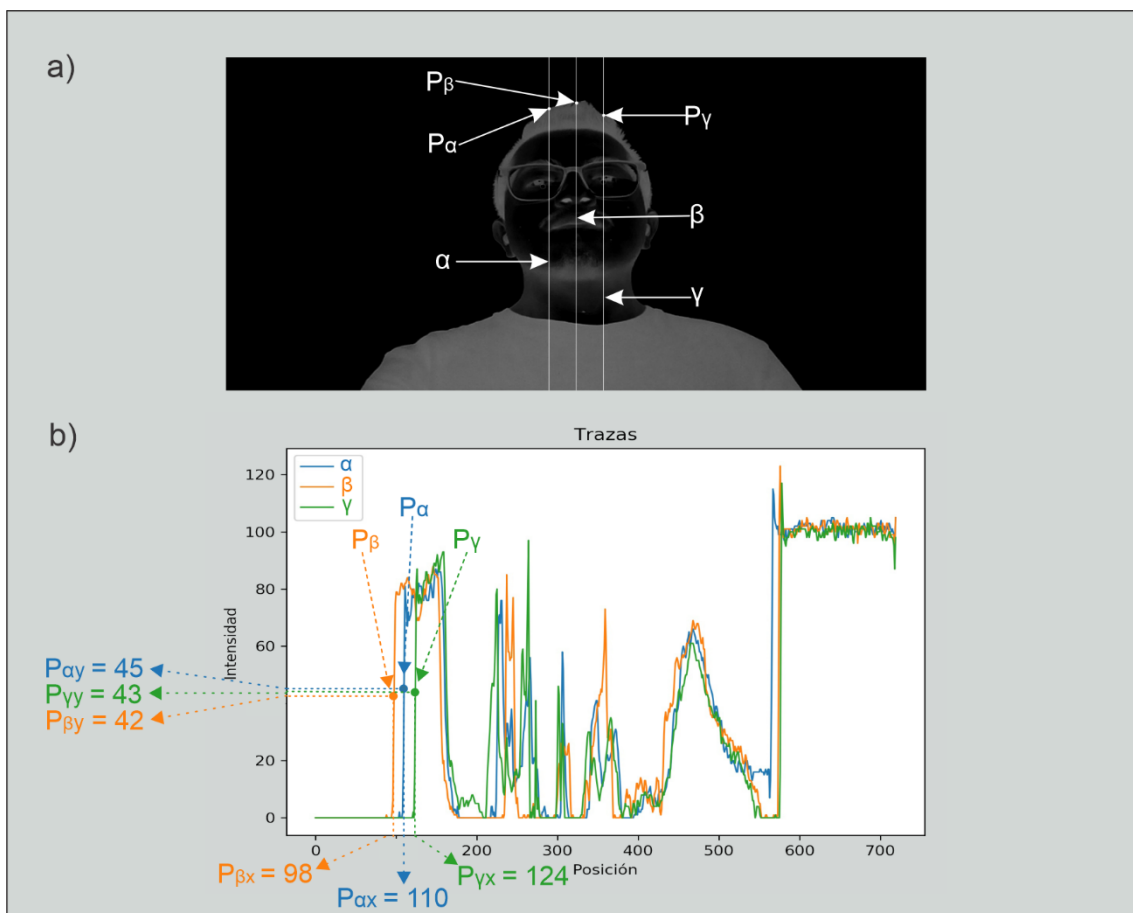 a)
Pβ
Pα
Pγ
β
α
γ
b)
Trazas
α
β
γ
Pα
Pβ
Pγ
Intensidad
120
100
80
60
40
20
0
Pαy = 45
Pγy = 43
Pβy = 42
0 100 200 300 400 500 600 700
Posición
Pβx = 98
Pαx = 110
Pγx = 124